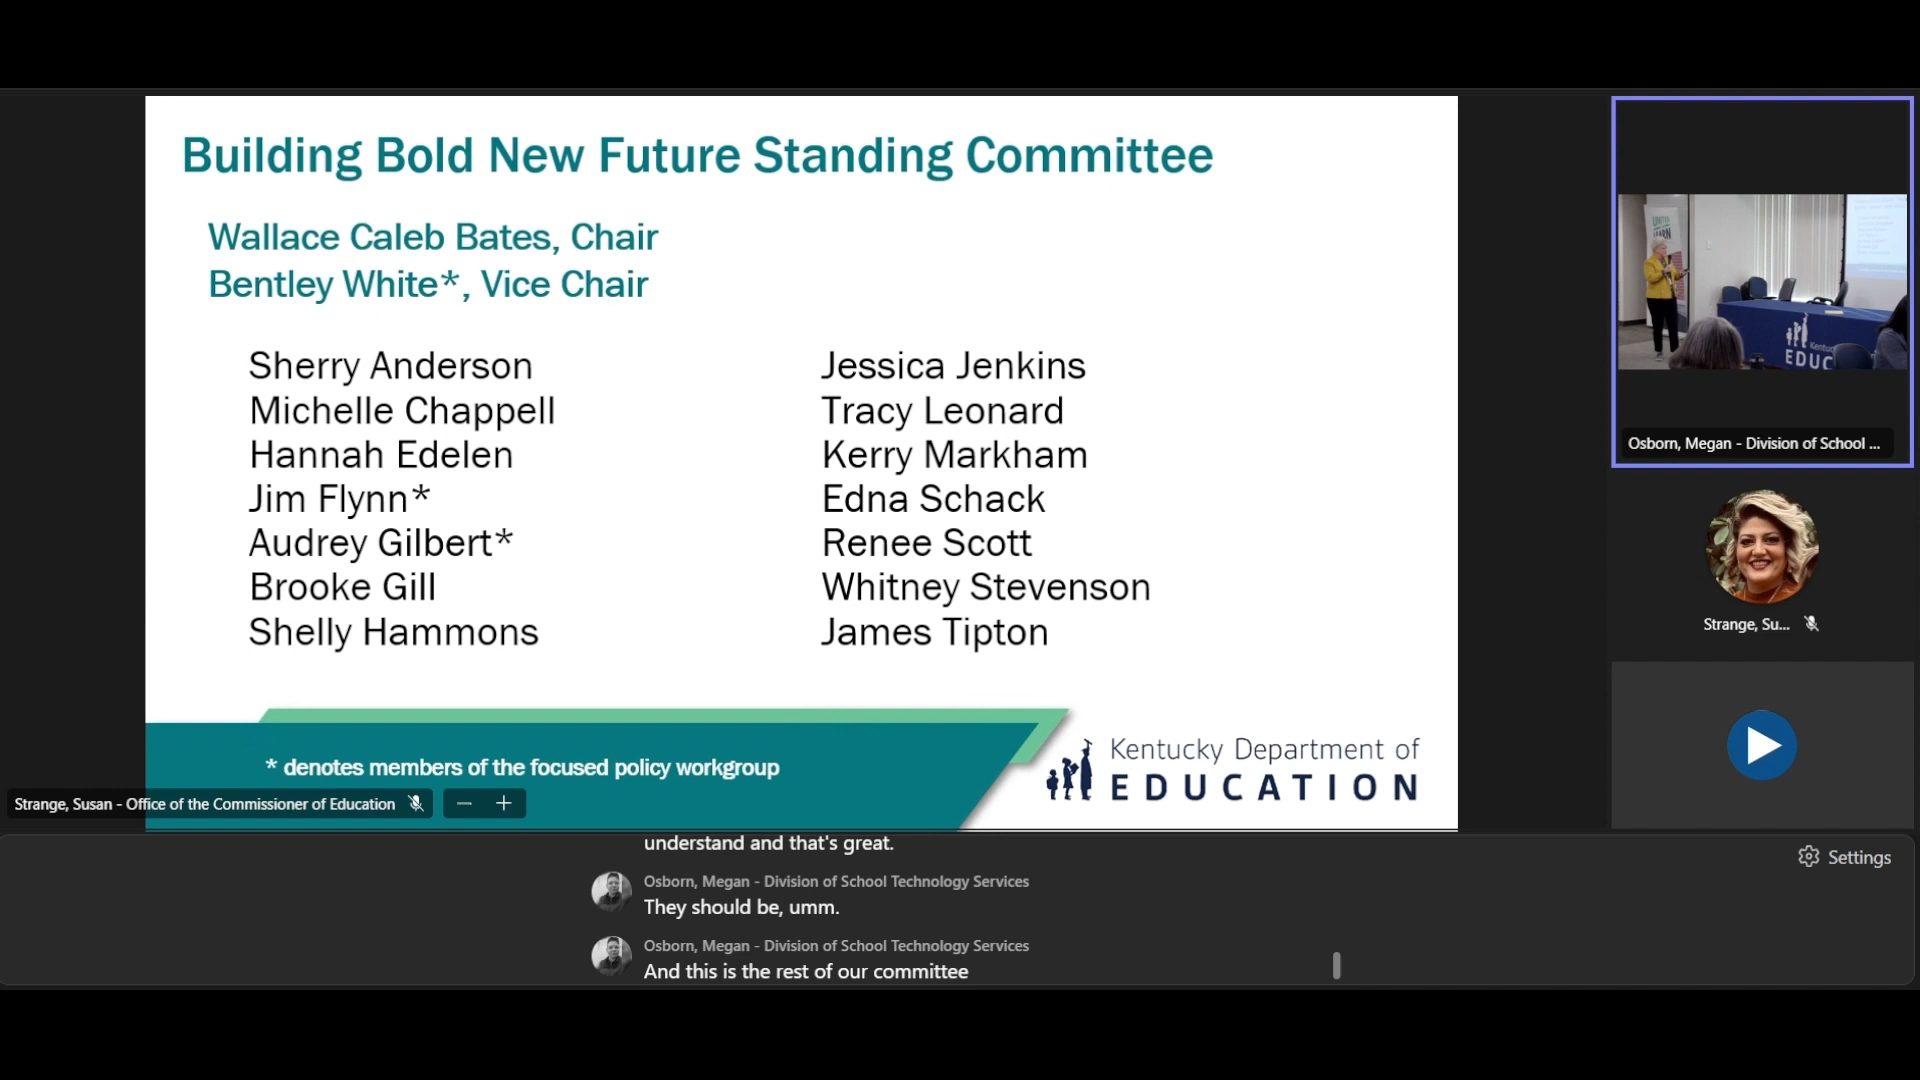 Building Bold New Future Standing Committee
Wallace Caleb Bates, Chair
Bentley White*, Vice Chair
Sherry Anderson
Michelle Chappell
Hannah Edelen
Jim Flynn*
Audrey Gilbert*
Brooke Gill
Shelly Hammons
Jessica Jenkins
Tracy Leonard
Kerry Markham
Edna Schack
Renee Scott
Whitney Stevenson
James Tipton
* denotes members of the focused policy workgroup
Kentucky Department of
EDUCATION
Strange, Susan - Office of the Commissioner of Education
understand and that's great.
Osborn, Megan - Division of School Technology Services
They should be, umm.
Osborn, Megan - Division of School Technology Services
And this is the rest of our committee
Settings
EDUC
Osborn, Megan - Division of School ...
Strange, Su...